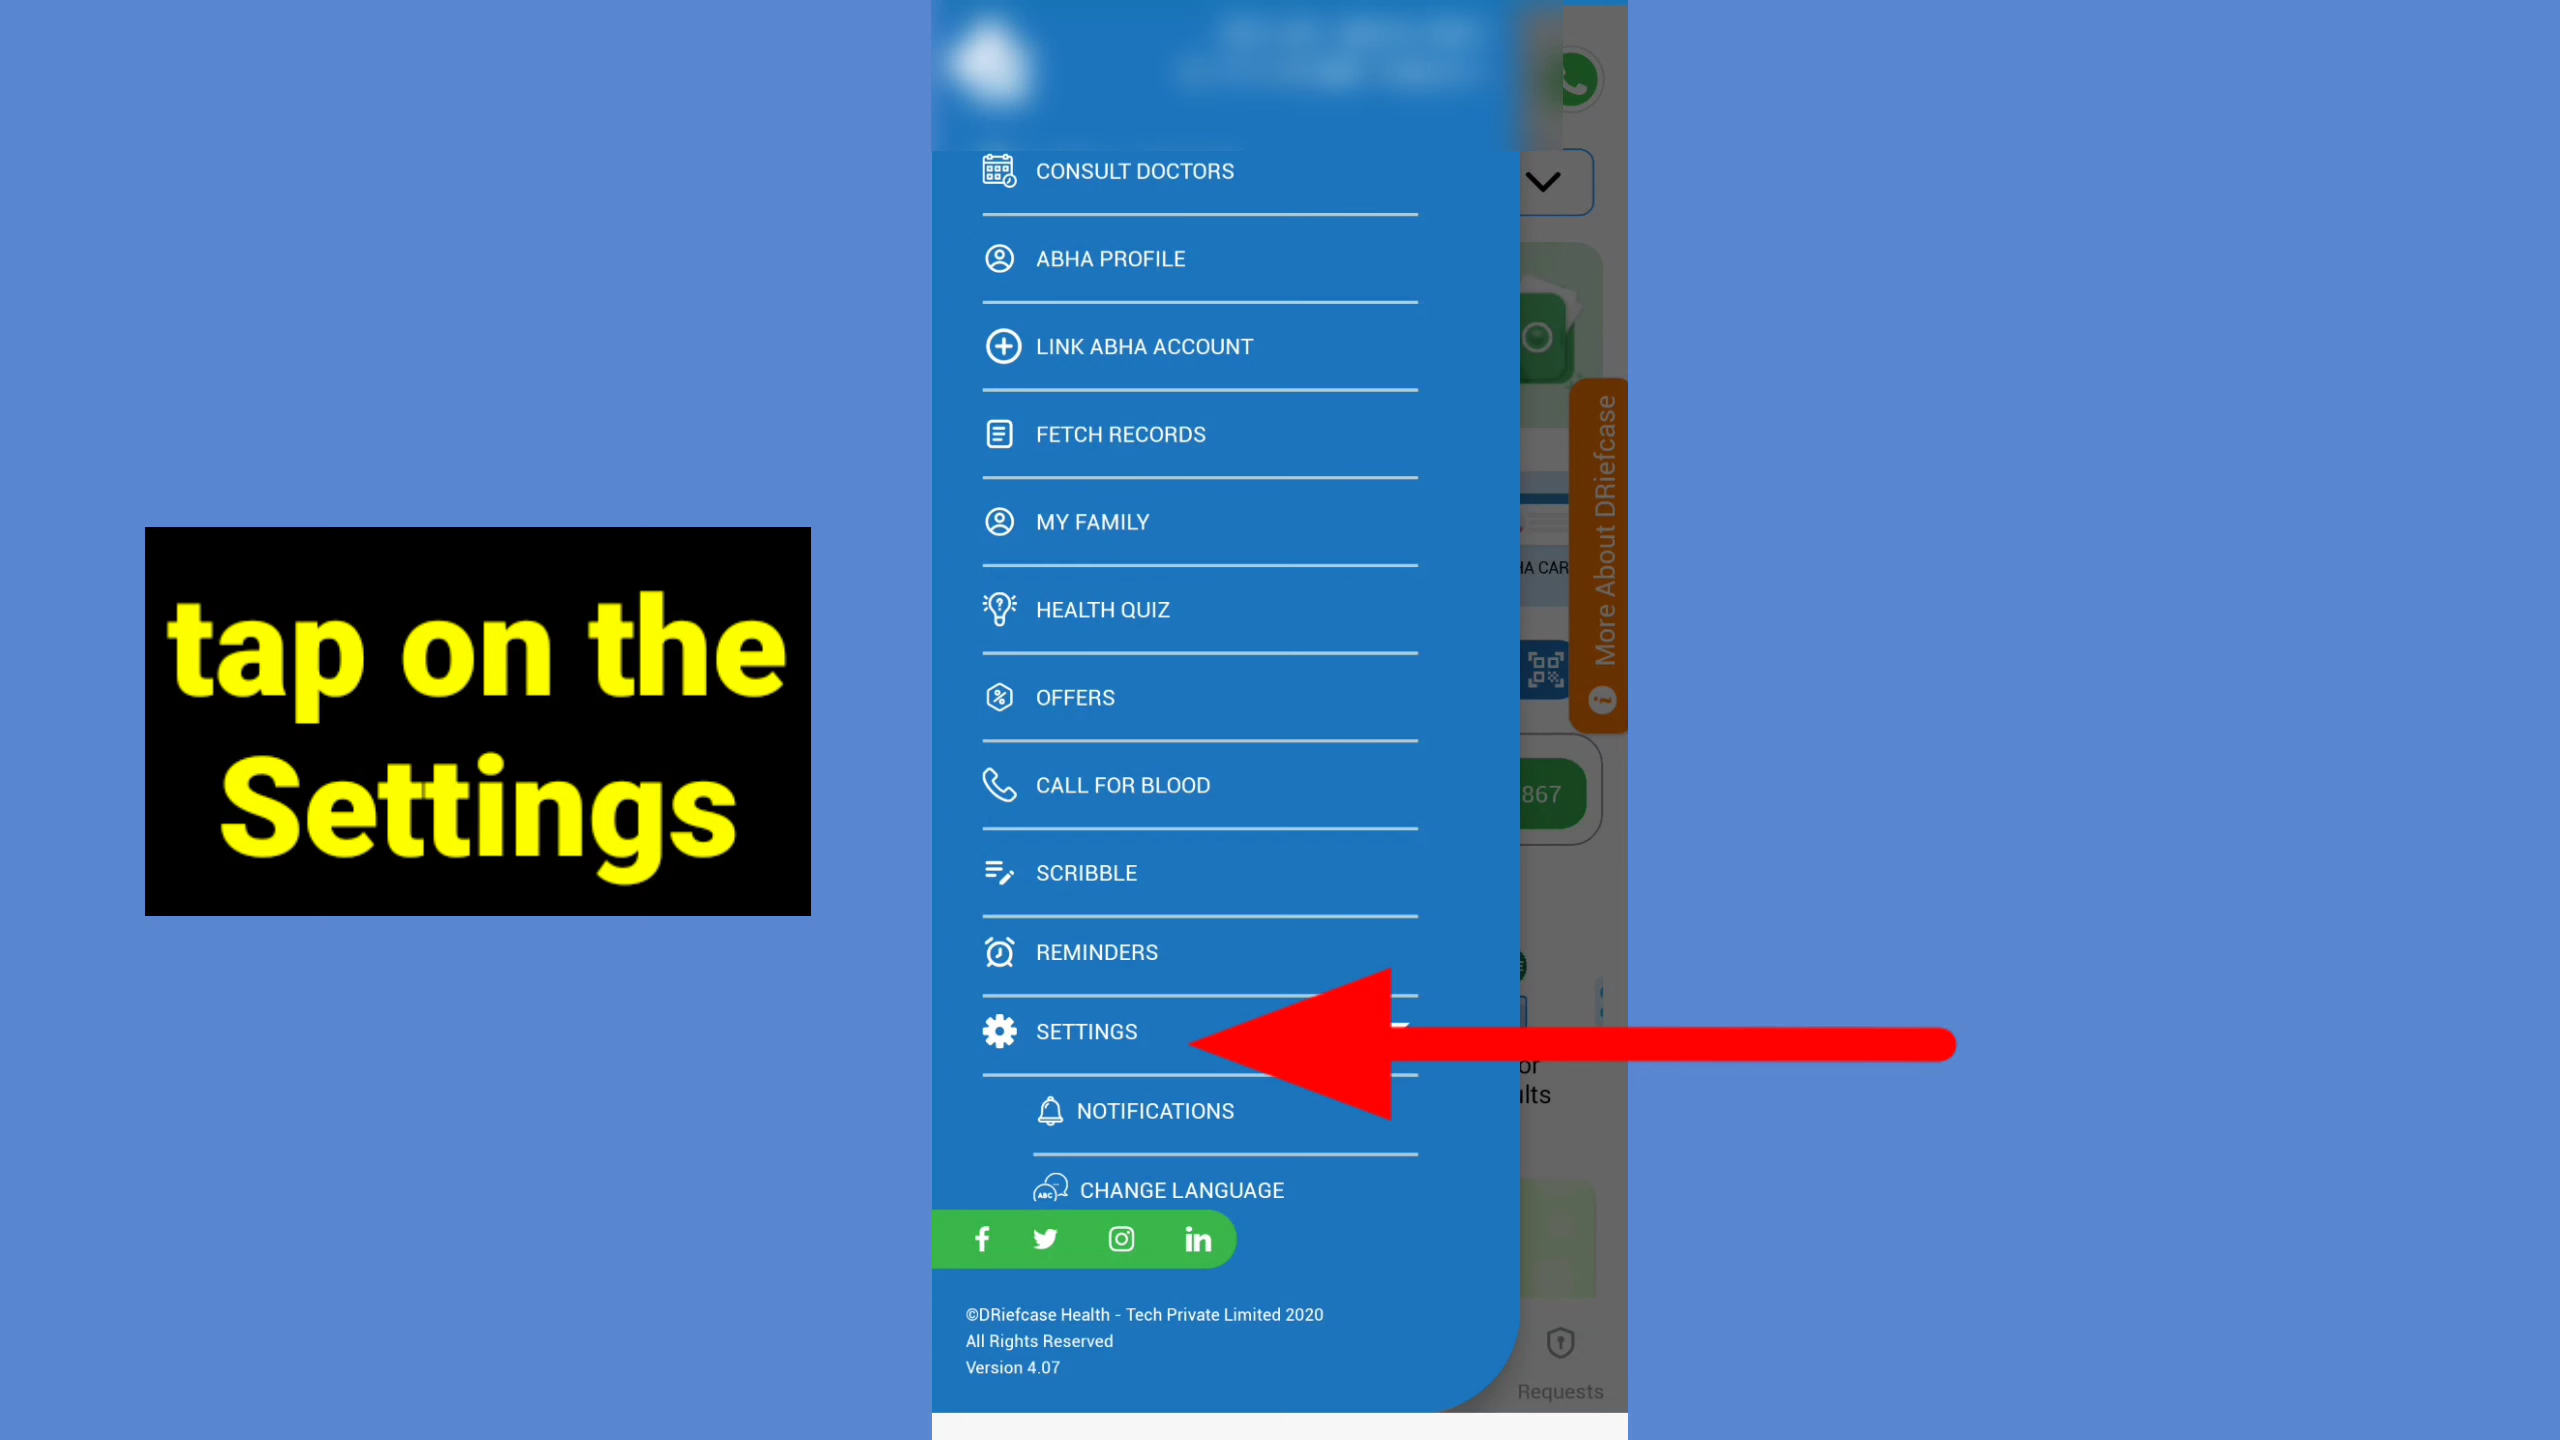 tap on the
Settings
CONSULT DOCTORS
ABHA PROFILE
LINK ABHA ACCOUNT
FETCH RECORDS
MY FAMILY
HEALTH QUIZ
OFFERS
CALL FOR BLOOD
SCRIBBLE
REMINDERS
SETTINGS
NOTIFICATIONS
ABC CHANGE LANGUAGE
©DRiefcase Health - Tech Private Limited 2020
All Rights Reserved
Version 4.07
More About DRiefcase
867
Requests